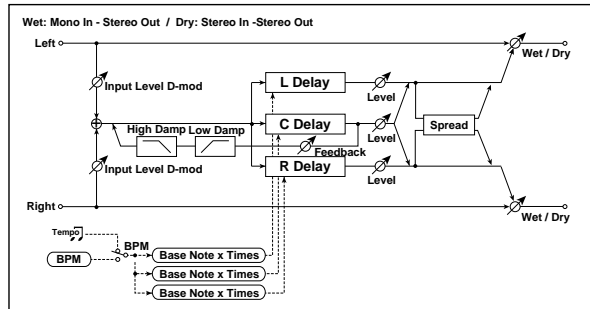 Wet: Mono In - Stereo Out / Dry: Stereo In -Stereo Out
Left
Wet / Dry
Input Level D-mod
L Delay
Level
High Damp
Low Damp
C Delay
Level
Spread
Feedback
Input Level D-mod
R Delay
Level
Right
Wet / Dry
Tempo
BPM
BPM
Base Note x Times
Base Note x Times
Base Note x Times